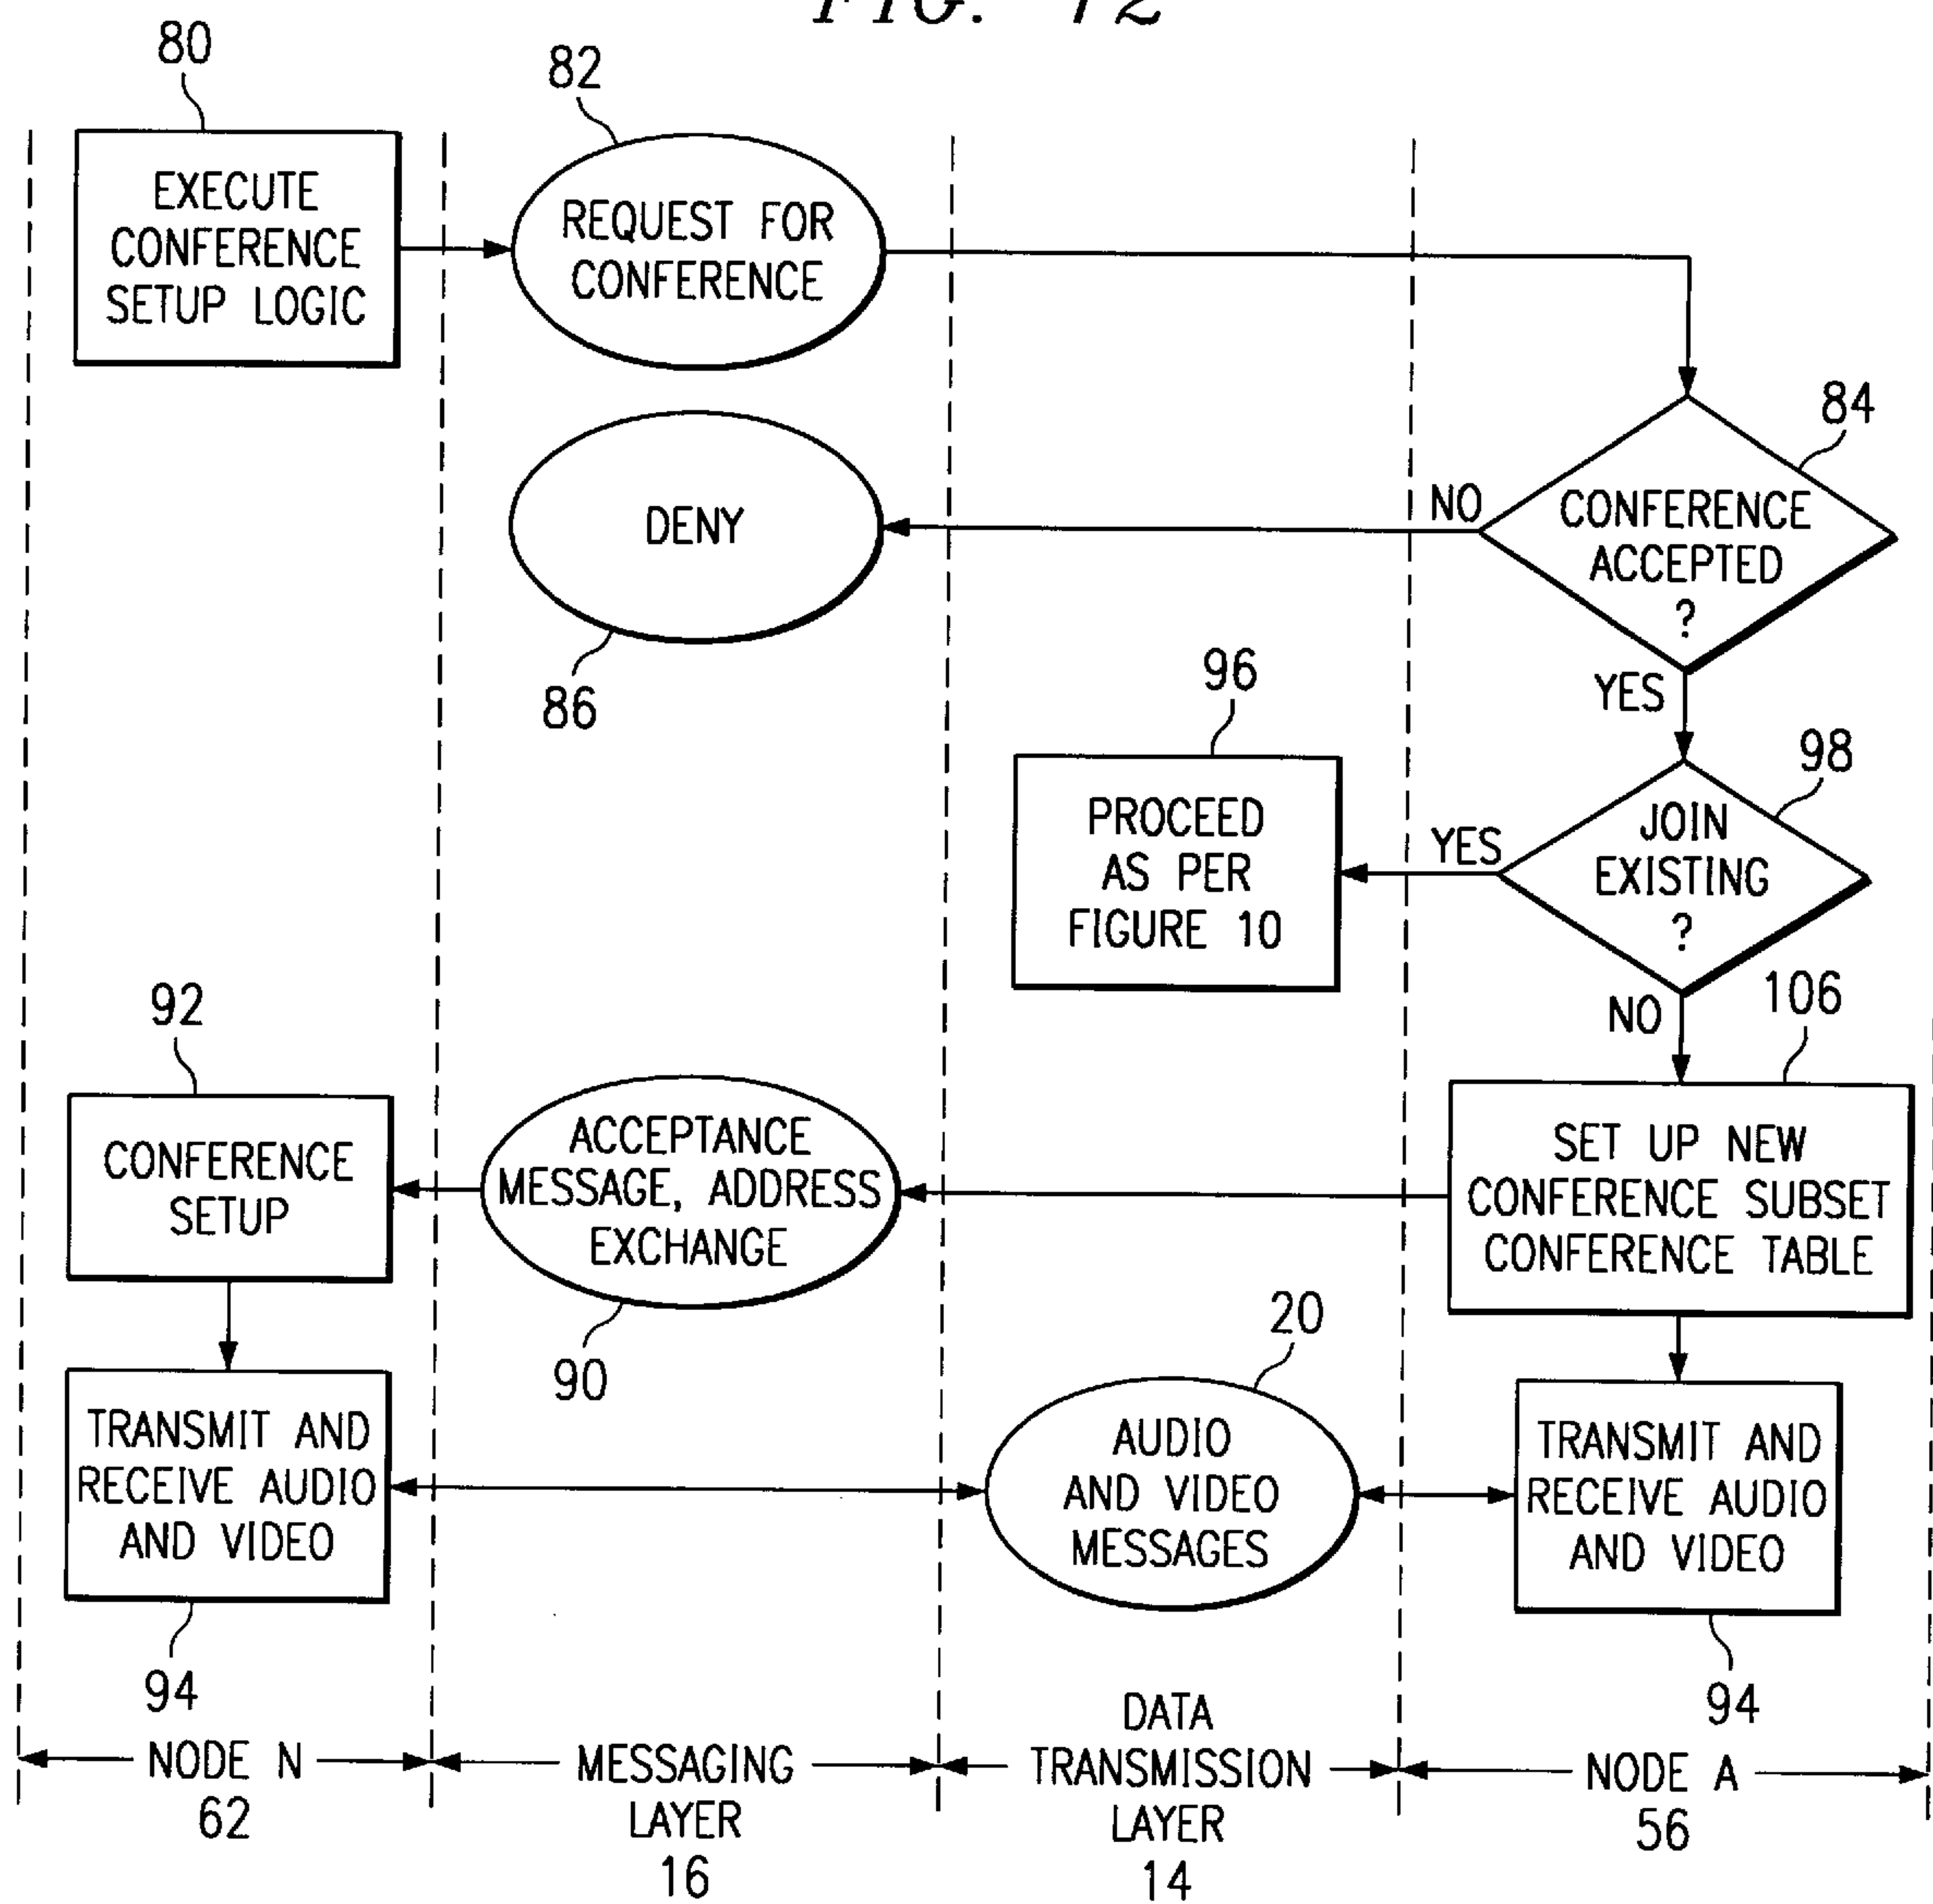 FIG. 12
80
82
EXECUTE
CONFERENCE
SETUP LOGIC
REQUEST FOR
CONFERENCE
84
DENY
NO
CONFERENCE
ACCEPTED
?
86
96
YES
98
PROCEED
AS PER
FIGURE 10
YES
JOIN
EXISTING
?
92
NO
106
CONFERENCE
SETUP
ACCEPTANCE
MESSAGE, ADDRESS
EXCHANGE
SET UP NEW
CONFERENCE SUBSET
CONFERENCE TABLE
90
20
TRANSMIT AND
RECEIVE AUDIO
AND VIDEO
AUDIO
AND VIDEO
MESSAGES
TRANSMIT AND
RECEIVE AUDIO
AND VIDEO
94
94
NODE N
62
MESSAGING
LAYER
16
DATA
TRANSMISSION
LAYER
14
NODE A
56